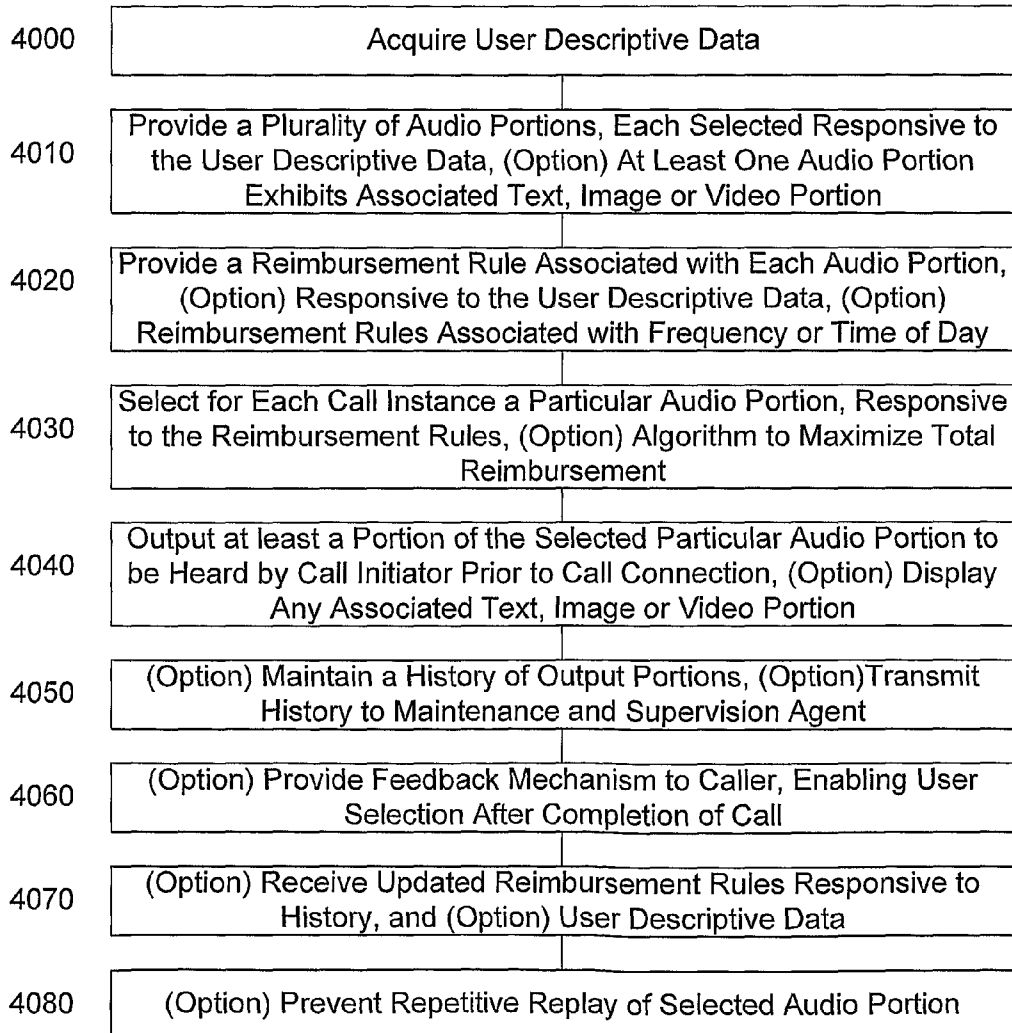 4000
Acquire User Descriptive Data
4010
Provide a Plurality of Audio Portions, Each Selected Responsive to
the User Descriptive Data, (Option) At Least One Audio Portion
Exhibits Associated Text, Image or Video Portion
4020
Provide a Reimbursement Rule Associated with Each Audio Portion,
(Option) Responsive to the User Descriptive Data, (Option)
Reimbursement Rules Associated with Frequency or Time of Day
4030
Select for Each Call Instance a Particular Audio Portion, Responsive
to the Reimbursement Rules, (Option) Algorithm to Maximize Total
Reimbursement
4040
Output at least a Portion of the Selected Particular Audio Portion to
be Heard by Call Initiator Prior to Call Connection, (Option) Display
Any Associated Text, Image or Video Portion
4050
(Option) Maintain a History of Output Portions, (Option)Transmit
History to Maintenance and Supervision Agent
4060
(Option) Provide Feedback Mechanism to Caller, Enabling User
Selection After Completion of Call
4070
(Option) Receive Updated Reimbursement Rules Responsive to
History, and (Option) User Descriptive Data
4080
(Option) Prevent Repetitive Replay of Selected Audio Portion